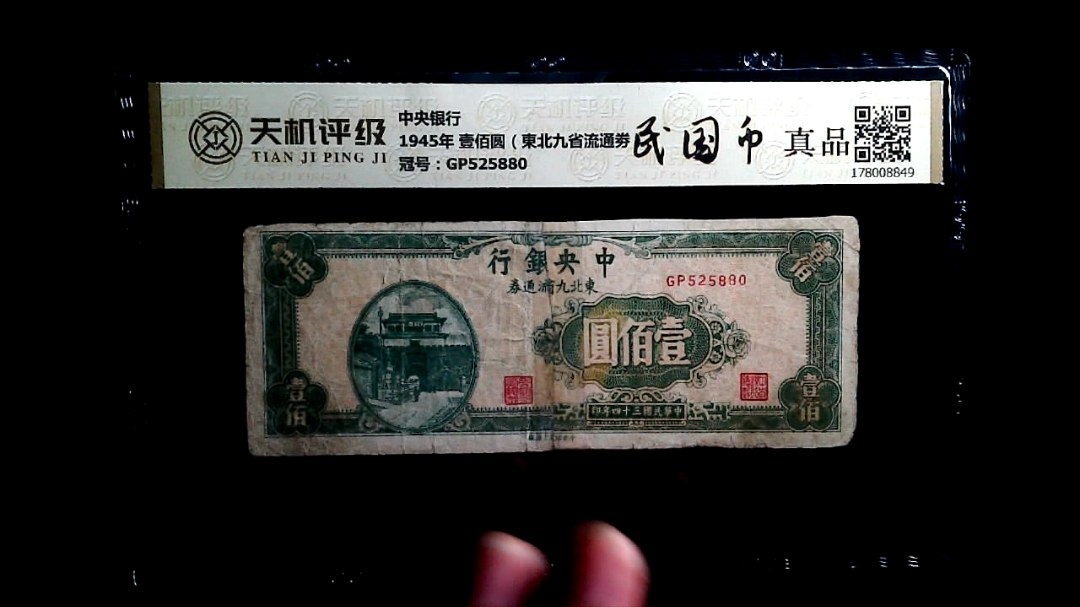 天机评级
TIAN JI PING JI
中央银行
1945年 壹佰圆（東北九省流通券
冠号：GP525880
民国币
真品
178008849
行銀央中
券通流省九北東
GP525880
圓佰壹
壹佰
壹佰
壹佰
壹佰
印年四十三國民華中